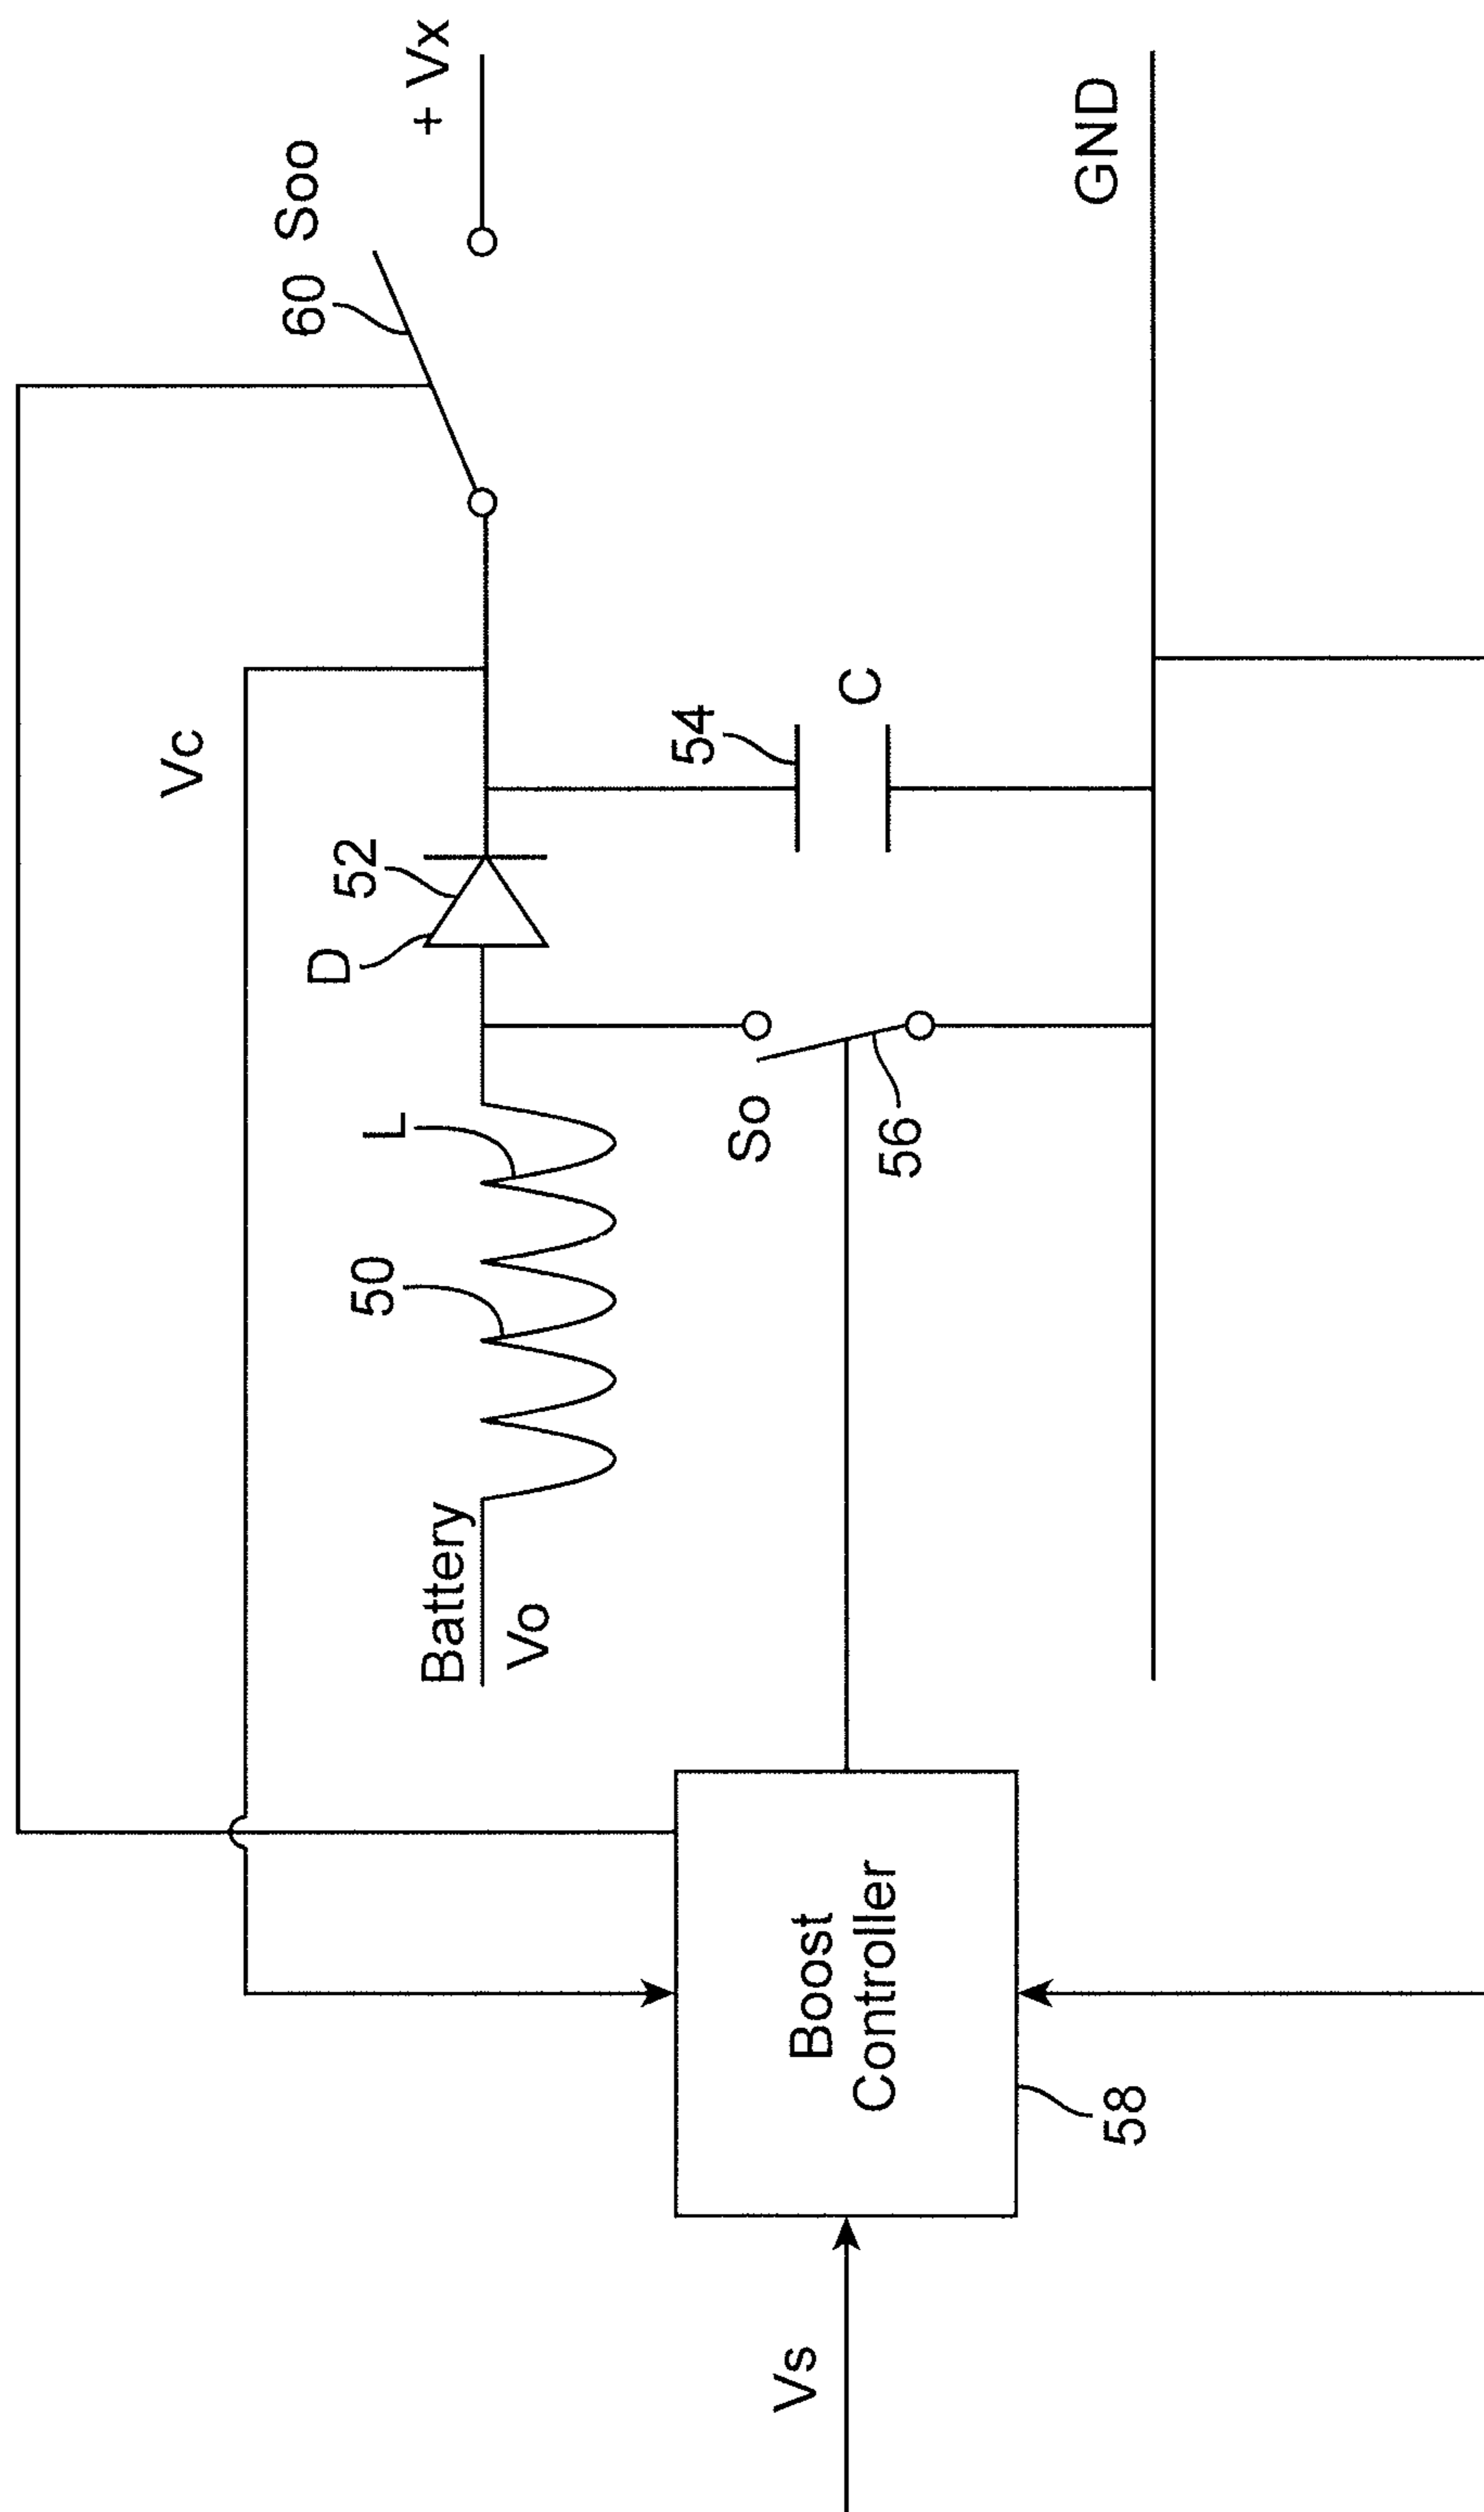 Vc
60 Soo
+ Vx
Battery
Vo
50
L
D
52
54
C
So
56
GND
Vs
Boost
Controller
58